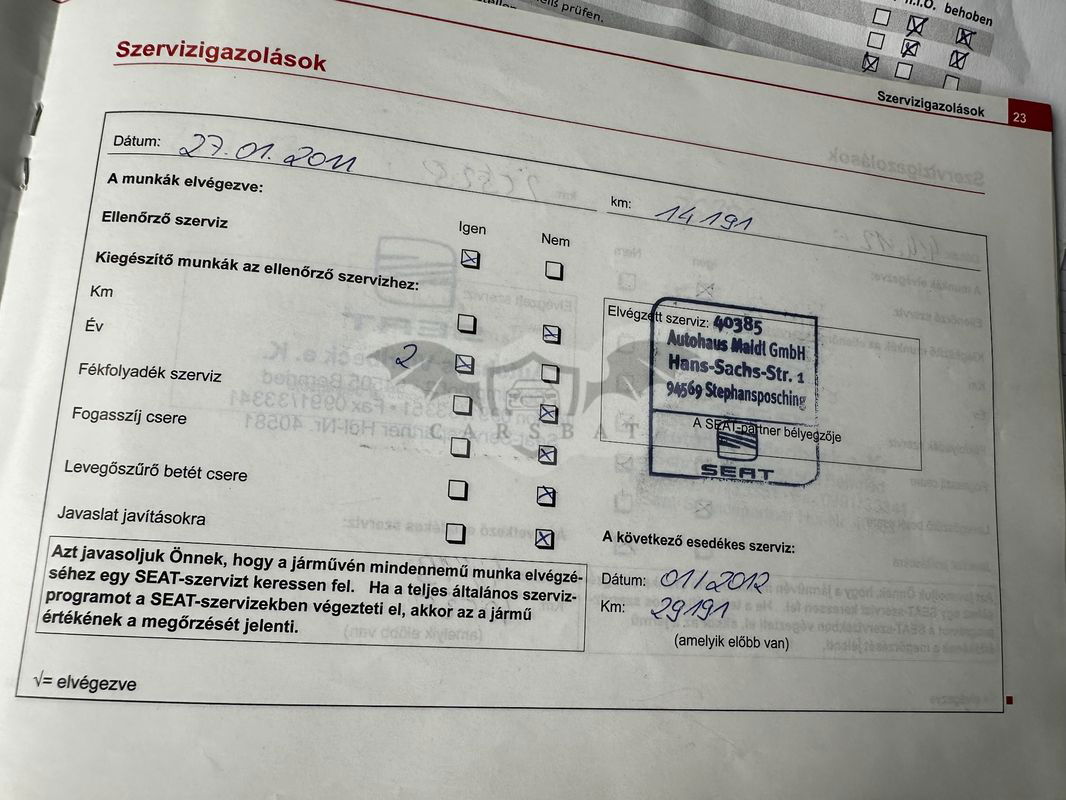 prüfen.
n.i.O. behoben
Szervizigazolások
Szervizigazolások 23
Dátum: 27.01.2011
km: 14191
A munkák elvégezve:
Igen Nem
Ellenőrző szerviz
Kiegészítő munkák az ellenőrző szervizhez:
Km
Év 2
Fékfolyadék szerviz
Fogasszíj csere
Levegőszűrő betét csere
Javaslat javításokra
Elvégzett szerviz: 40385
Autohaus Maidl GmbH
Hans-Sachs-Str. 1
94569 Stephansposching
A SEAT-partner bélyegzője
SEAT
CARSBAT
A következő esedékes szerviz:
Dátum: 01/2012
Km: 29191
(amelyik előbb van)
Azt javasoljuk Önnek, hogy a járművén mindennemű munka elvégzé-
séhez egy SEAT-szervizt keressen fel. Ha a teljes általános szerviz-
programot a SEAT-szervizekben végezteti el, akkor az a jármű
értékének a megőrzését jelenti.
√= elvégezve